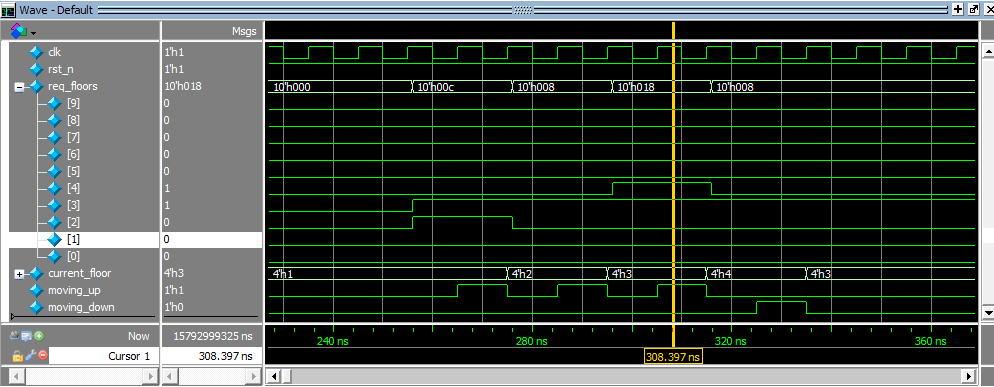 Wave - Default
Msgs
clk 1'h1
rst_n 1'h1
req_floors 10'h018 10'h000 10'h00c 10'h008 10'h018 10'h008
[9] 0
[8] 0
[7] 0
[6] 0
[5] 0
[4] 1
[3] 1
[2] 0
[1] 0
[0] 0
current_floor 4'h3 4'h1 4'h2 4'h3 4'h4 4'h3
moving_up 1'h1
moving_down 1'h0
Now 15792999325 ns 240 ns 280 ns 320 ns 360 ns
Cursor 1 308.397 ns 308.397 ns